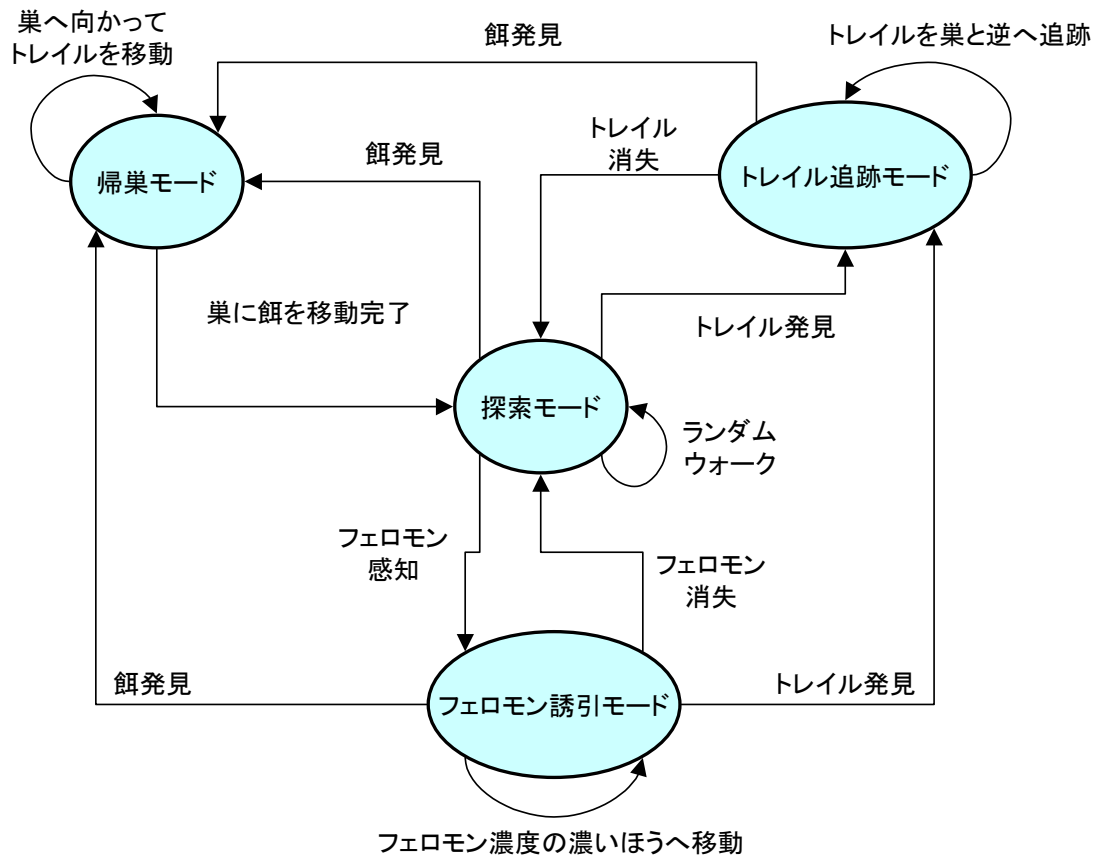 巣へ向かって
トレイルを移動
餌発見
トレイルを巣と逆へ追跡
餌発見
トレイル
消失
帰巣モード
トレイル追跡モード
巣に餌を移動完了
トレイル発見
探索モード
ランダム
ウォーク
フェロモン
感知
フェロモン
消失
餌発見
トレイル発見
フェロモン誘引モード
フェロモン濃度の濃いほうへ移動